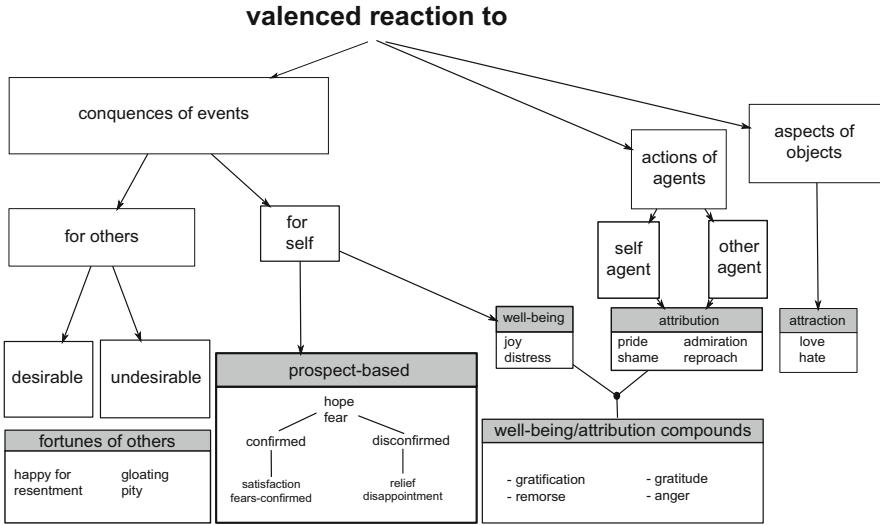 valenced reaction to
conquences of events
aspects of
objects
actions of
agents
for others
for
self
self
agent
other
agent
desirable
undesirable
well-being
joy
distress
attribution
pride admiration
shame reproach
attraction
love
hate
prospect-based
hope
fear
confirmed disconfirmed
satisfaction
fears-confirmed
relief
disappointment
fortunes of others
happy for gloating
resentment pity
well-being/attribution compounds
- gratification - gratitude
- remorse - anger